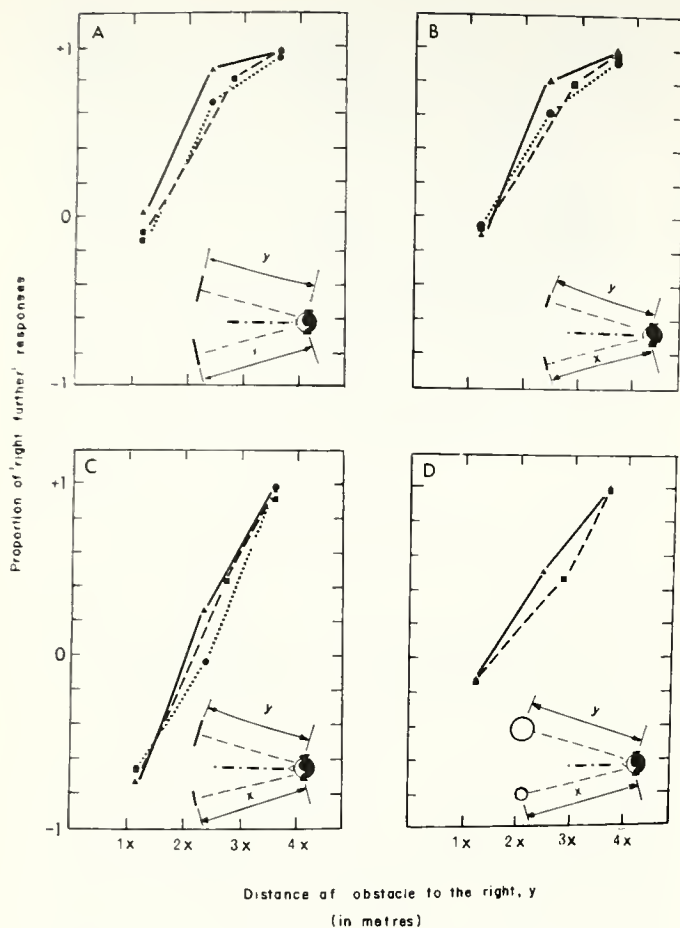 A
B
+1
0
-1
y
y
x
C
D
+1
0
-1
y
x
y
x
Proportion of 'right further' responses
1x 2x 3x 4x
1x 2x 3x 4x
Distance af obstacle to the right, y
(in metres)